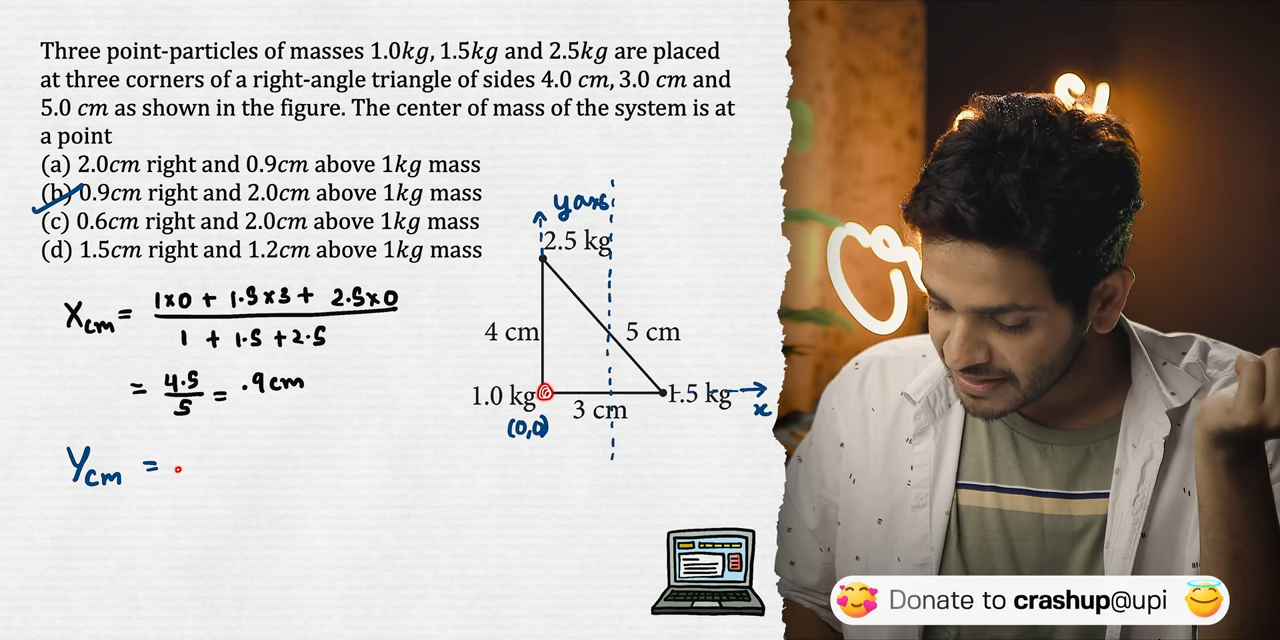 Three point-particles of masses 1.0kg, 1.5kg and 2.5kg are placed
at three corners of a right-angle triangle of sides 4.0 cm, 3.0 cm and
5.0 cm as shown in the figure. The center of mass of the system is at
a point
(a) 2.0cm right and 0.9cm above 1kg mass
(b) 0.9cm right and 2.0cm above 1kg mass
(c) 0.6cm right and 2.0cm above 1kg mass
(d) 1.5cm right and 1.2cm above 1kg mass
y axis
2.5 kg
4 cm
5 cm
1.0 kg
1.5 kg
x
3 cm
(0,0)
Xcm = 1x0 + 1.5x3 + 2.5x0
1 + 1.5 + 2.5
= 4.5/5 = .9cm
Ycm =
Donate to crashup@upi